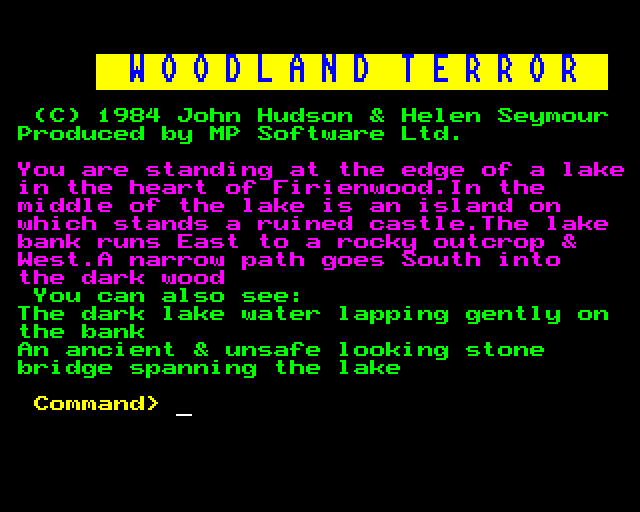 WOODLAND TERROR
(C) 1984 John Hudson & Helen Seymour
Produced by MP Software Ltd.
You are standing at the edge of a lake
in the heart of Firienwood.In the
middle of the lake is an island on
which stands a ruined castle.The lake
bank runs East to a rocky outcrop &
West.A narrow path goes South into
the dark wood
You can also see:
The dark lake water lapping gently on
the bank
An ancient & unsafe looking stone
bridge spanning the lake
Command> _